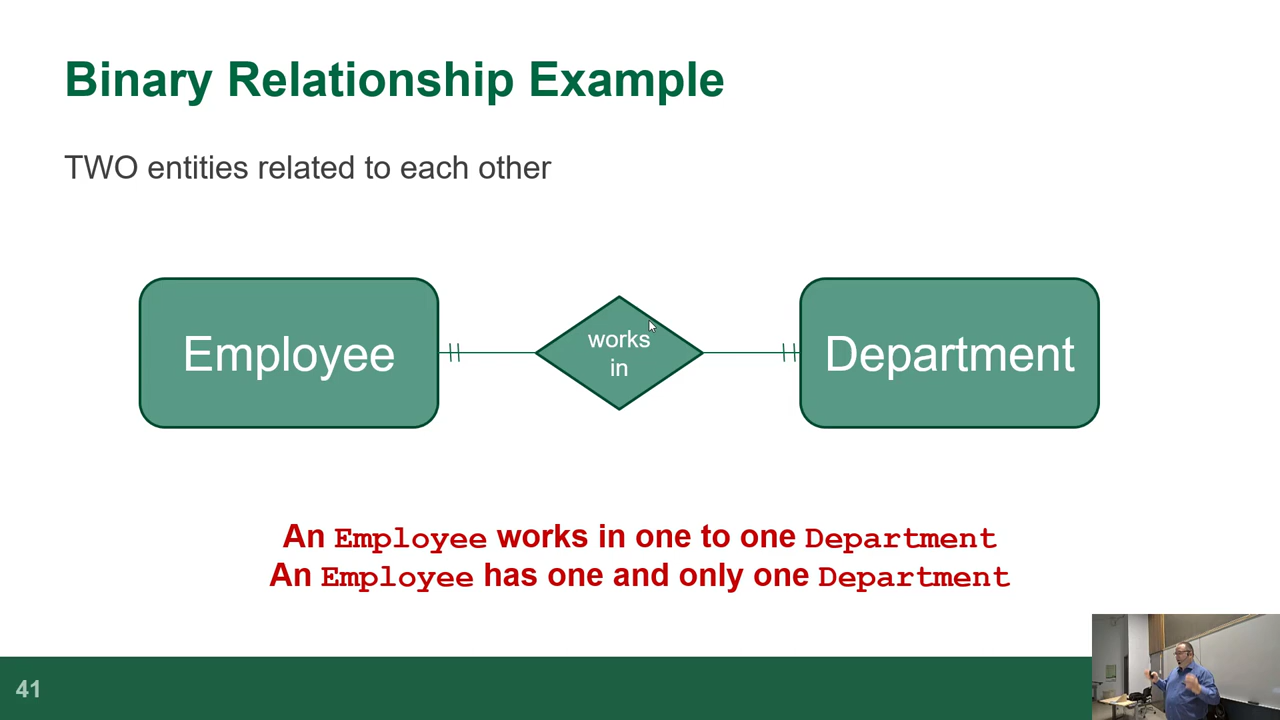 Binary Relationship Example
TWO entities related to each other
Employee
works
in
Department
An Employee works in one to one Department
An Employee has one and only one Department
41